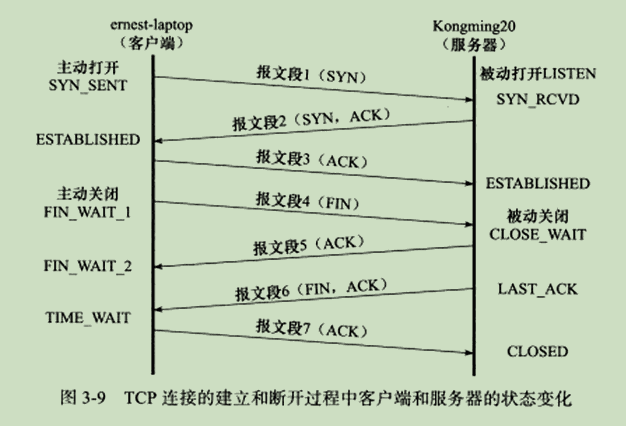 ernest-laptop
（客户端）
Kongming20
（服务器）
主动打开
SYN_SENT
报文段1（SYN）
被动打开LISTEN
SYN_RCVD
报文段2（SYN，ACK）
ESTABLISHED
报文段3（ACK）
ESTABLISHED
主动关闭
FIN_WAIT_1
报文段4（FIN）
被动关闭
CLOSE_WAIT
报文段5（ACK）
FIN_WAIT_2
报文段6（FIN，ACK）
LAST_ACK
TIME_WAIT
报文段7（ACK）
CLOSED
图 3-9 TCP 连接的建立和断开过程中客户端和服务器的状态变化